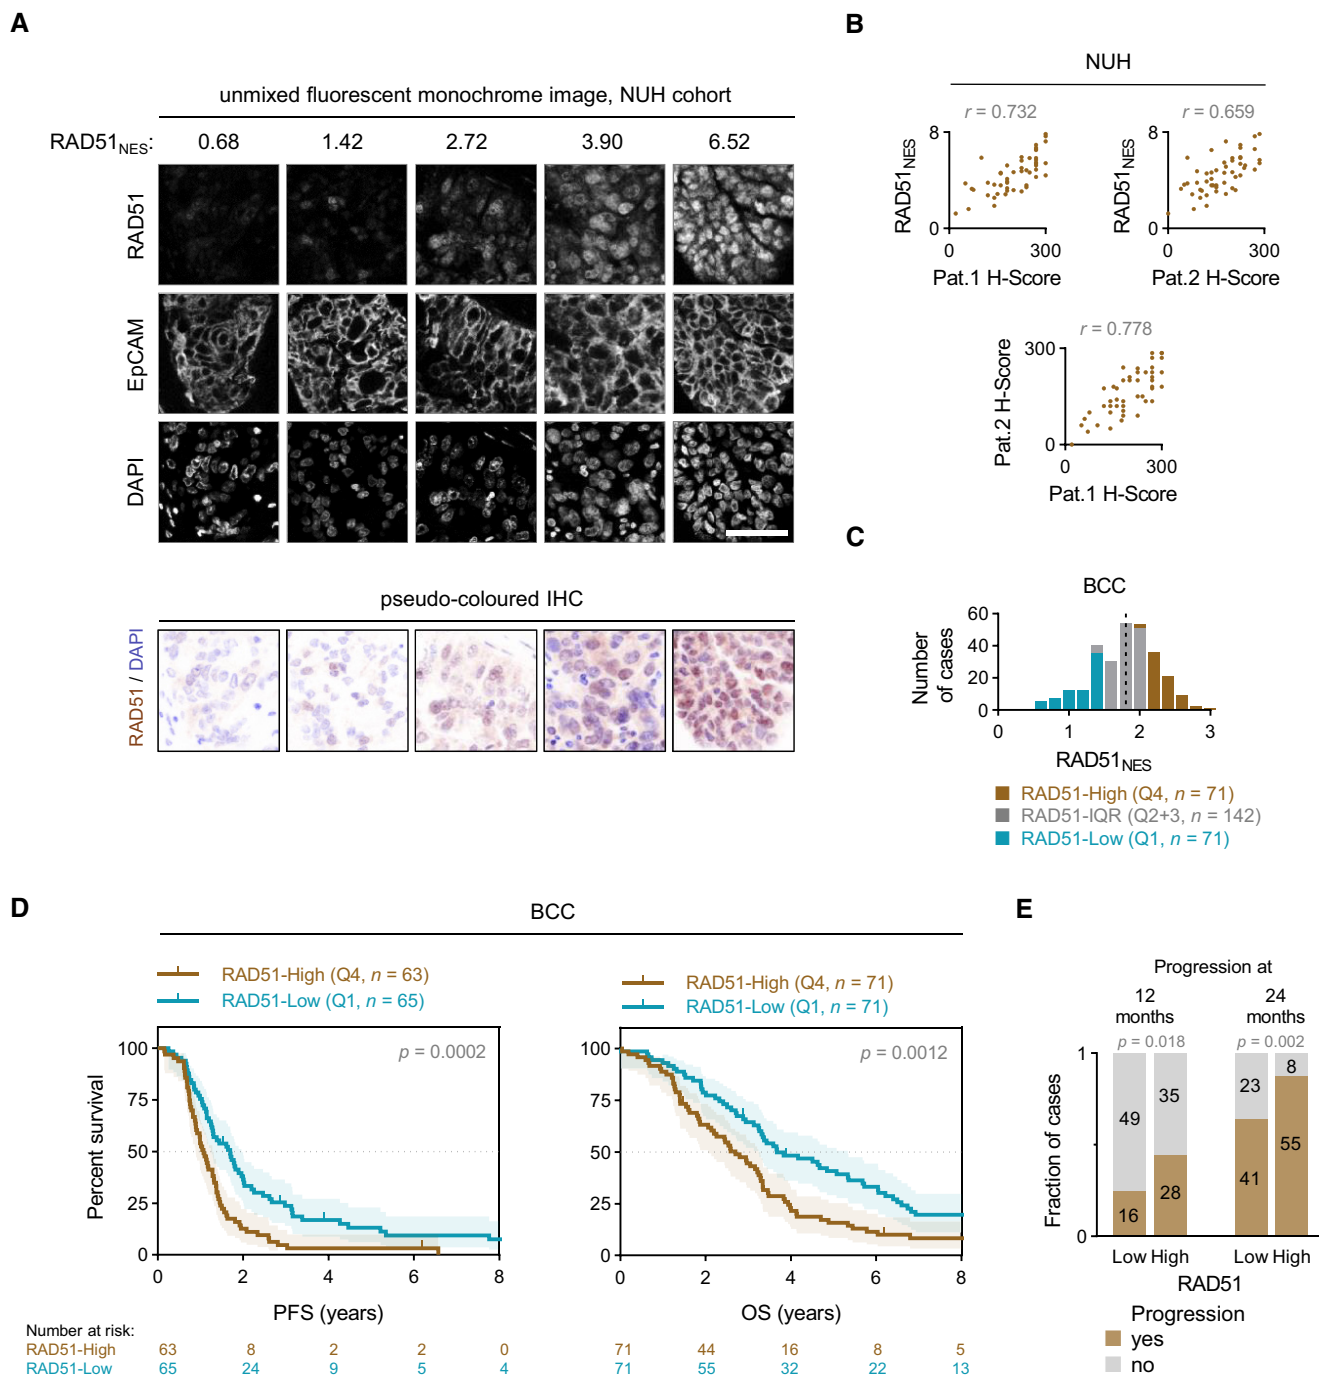 A
unmixed fluorescent monochrome image, NUH cohort
RAD51NES: 0.68 1.42 2.72 3.90 6.52
RAD51
EpCAM
DAPI
pseudo-coloured IHC
RAD51 / DAPI
B
NUH
r = 0.732
RAD51NES
8
0
0 300
Pat.1 H-Score
r = 0.659
RAD51NES
8
0
0 300
Pat.2 H-Score
r = 0.778
Pat.2 H-Score
300
0
0 300
Pat.1 H-Score
C
BCC
Number
of cases
60
40
20
0
0 1 2 3
RAD51NES
RAD51-High (Q4, n = 71)
RAD51-IQR (Q2+3, n = 142)
RAD51-Low (Q1, n = 71)
D
BCC
RAD51-High (Q4, n = 63)
RAD51-Low (Q1, n = 65)
p = 0.0002
Percent survival
100
75
50
25
0
0 2 4 6 8
PFS (years)
RAD51-High (Q4, n = 71)
RAD51-Low (Q1, n = 71)
p = 0.0012
100
75
50
25
0
0 2 4 6 8
OS (years)
Number at risk:
RAD51-High 63 8 2 2 0 71 44 16 8 5
RAD51-Low 65 24 9 5 4 71 55 32 22 13
E
Progression at
12 24
months months
p = 0.018 p = 0.002
Fraction of cases
1
0
49 35 23 8
16 28 41 55
Low High Low High
RAD51
Progression
yes
no